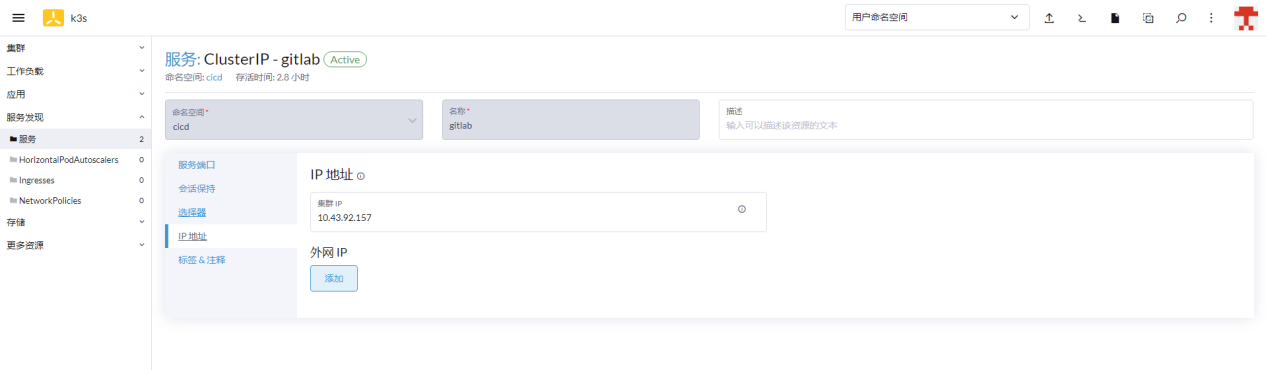 k3s
用户命名空间
集群
工作负载
应用
服务发现
服务 2
HorizontalPodAutoscalers 0
Ingresses 0
NetworkPolicies 0
存储
更多资源
服务: ClusterIP - gitlab Active
命名空间: cicd 存活时间: 2.8 小时
命名空间*
cicd
名称*
gitlab
描述
输入可以描述该资源的文本
服务端口
会话保持
选择器
IP 地址
标签 & 注释
IP 地址
集群 IP
10.43.92.157
外网 IP
添加